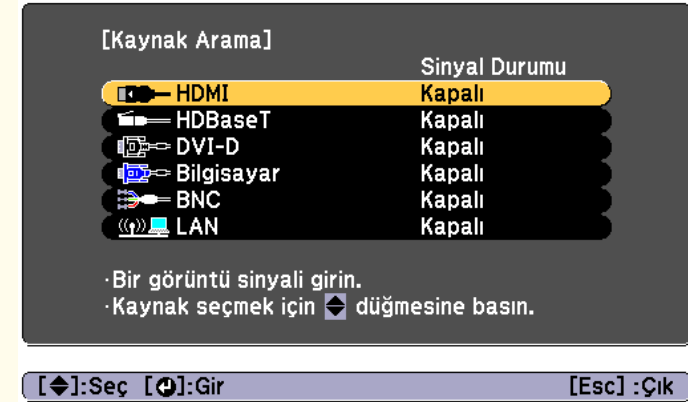 [Kaynak Arama]
Sinyal Durumu
HDMI Kapalı
HDBaseT Kapalı
DVI-D Kapalı
Bilgisayar Kapalı
BNC Kapalı
LAN Kapalı
·Bir görüntü sinyali girin.
·Kaynak seçmek için düğmesine basın.
[]:Seç []:Gir [Esc] :Çık